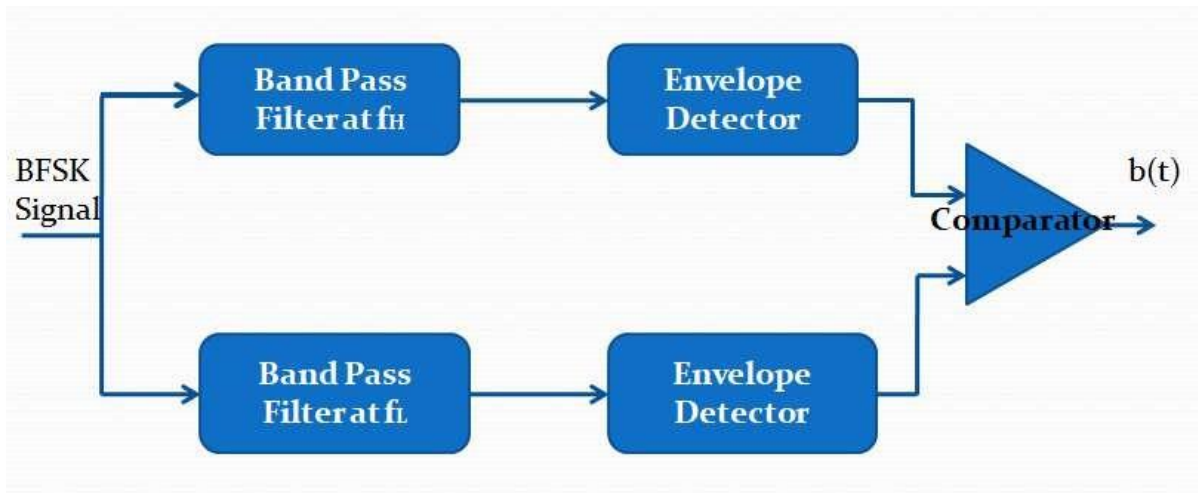 Band Pass
Filter at fH
Envelope
Detector
BFSK
Signal
b(t)
Comparator
Band Pass
Filter at fL
Envelope
Detector